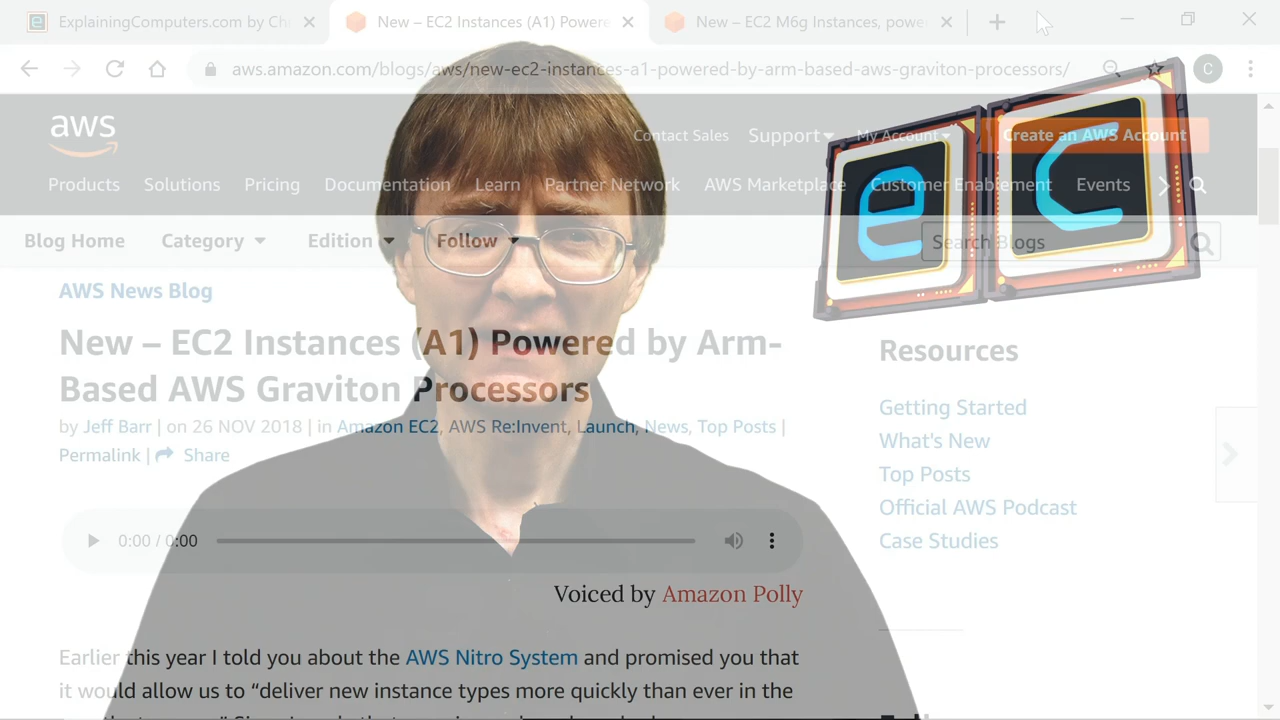 ExplainingComputers.com by Ch
New – EC2 Instances (A1) Powere
New – EC2 M6g Instances, powe
aws.amazon.com/blogs/aws/new-ec2-instances-a1-powered-by-arm-based-aws-graviton-processors/
C
aws
Contact Sales Support My Account Create an AWS Account
Products Solutions Pricing Documentation Learn Partner Network AWS Marketplace Customer Enablement Events
e c
Blog Home Category Edition Follow Search Blogs
AWS News Blog
New – EC2 Instances (A1) Powered by Arm-
Based AWS Graviton Processors
by Jeff Barr | on 26 NOV 2018 | in Amazon EC2, AWS Re:Invent, Launch, News, Top Posts |
Permalink | Share
0:00 / 0:00
Voiced by Amazon Polly
Earlier this year I told you about the AWS Nitro System and promised you that
it would allow us to “deliver new instance types more quickly than ever in the
Resources
Getting Started
What's New
Top Posts
Official AWS Podcast
Case Studies